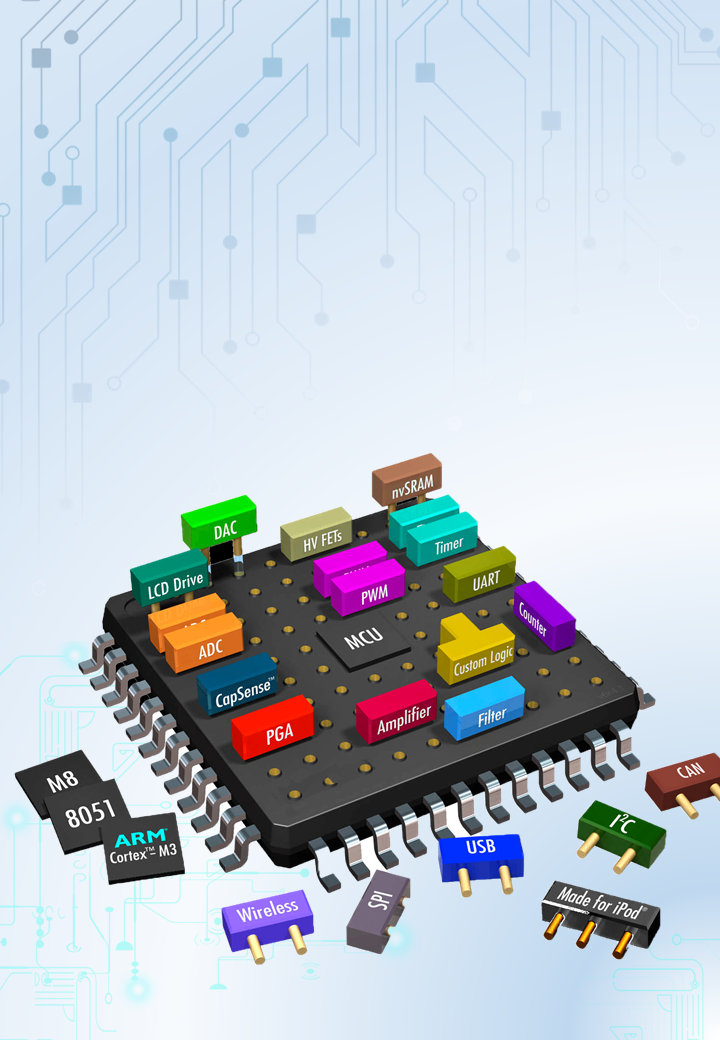 nvSRAM
DAC
HV FETs
Timer
LCD Drive
PWM
UART
ADC
MCU
Counter
Custom Logic
CapSense™
PGA
Amplifier
Filter
M8
8051
ARM
Cortex™-M3
CAN
I²C
USB
SPI
Wireless
Made for iPod®